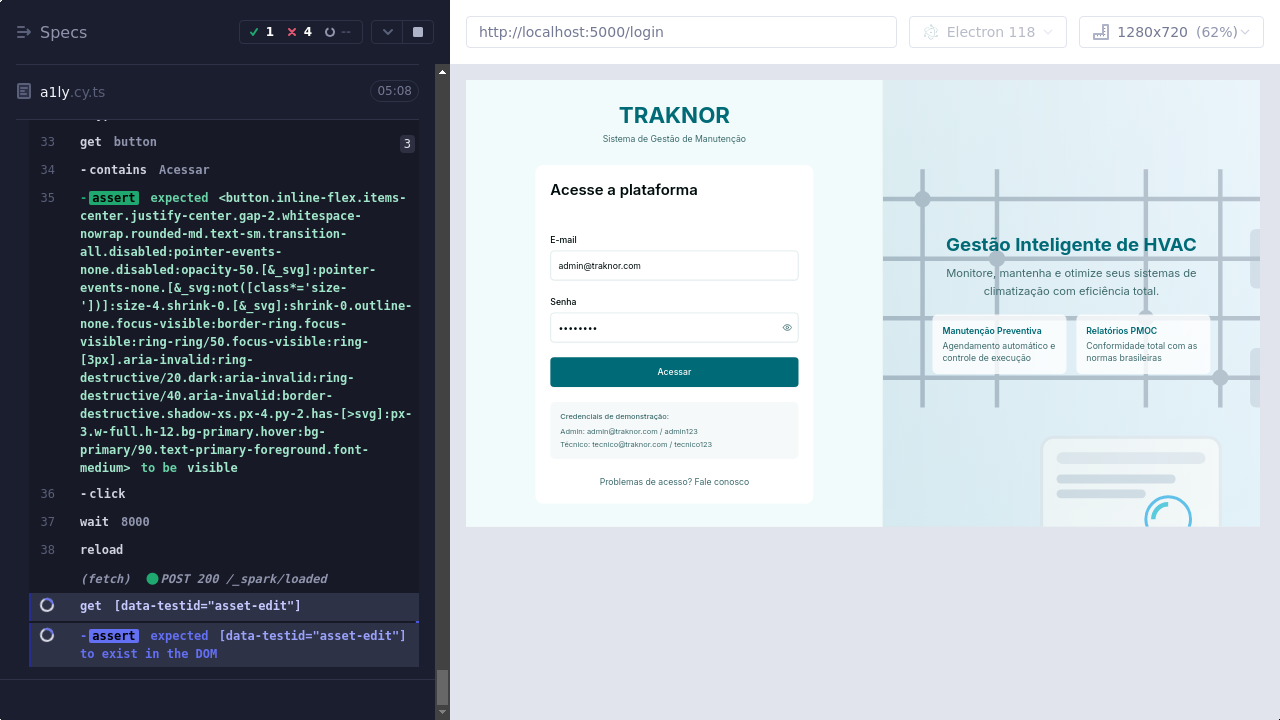 Specs
1
4
--
a1ly.cy.ts
05:08
33 get button 3
34 -contains Acessar
35 -assert expected <button.inline-flex.items-
center.justify-center.gap-2.whitespace-
nowrap.rounded-md.text-sm.transition-
all.disabled:pointer-events-
none.disabled:opacity-50.[&_svg]:pointer-
events-none.[&_svg:not([class*='size-
'])]:size-4.shrink-0.[&_svg]:shrink-0.outline-
none.focus-visible:border-ring.focus-
visible:ring-ring/50.focus-visible:ring-
[3px].aria-invalid:ring-
destructive/20.dark:aria-invalid:ring-
destructive/40.aria-invalid:border-
destructive.shadow-xs.px-4.py-2.has-[>svg]:px-
3.w-full.h-12.bg-primary.hover:bg-
primary/90.text-primary-foreground.font-
medium> to be visible
36 -click
37 wait 8000
38 reload
(fetch) POST 200 /_spark/loaded
get [data-testid="asset-edit"]
-assert expected [data-testid="asset-edit"]
to exist in the DOM
http://localhost:5000/login
Electron 118
1280x720 (62%)
TRAKNOR
Sistema de Gestão de Manutenção
Acesse a plataforma
E-mail
admin@traknor.com
Senha
••••••••
Acessar
Credenciais de demonstração:
Admin: admin@traknor.com / admin123
Técnico: tecnico@traknor.com / tecnico123
Problemas de acesso? Fale conosco
Gestão Inteligente de HVAC
Monitore, mantenha e otimize seus sistemas de
climatização com eficiência total.
Manutenção Preventiva
Agendamento automático e
controle de execução
Relatórios PMOC
Conformidade total com as
normas brasileiras